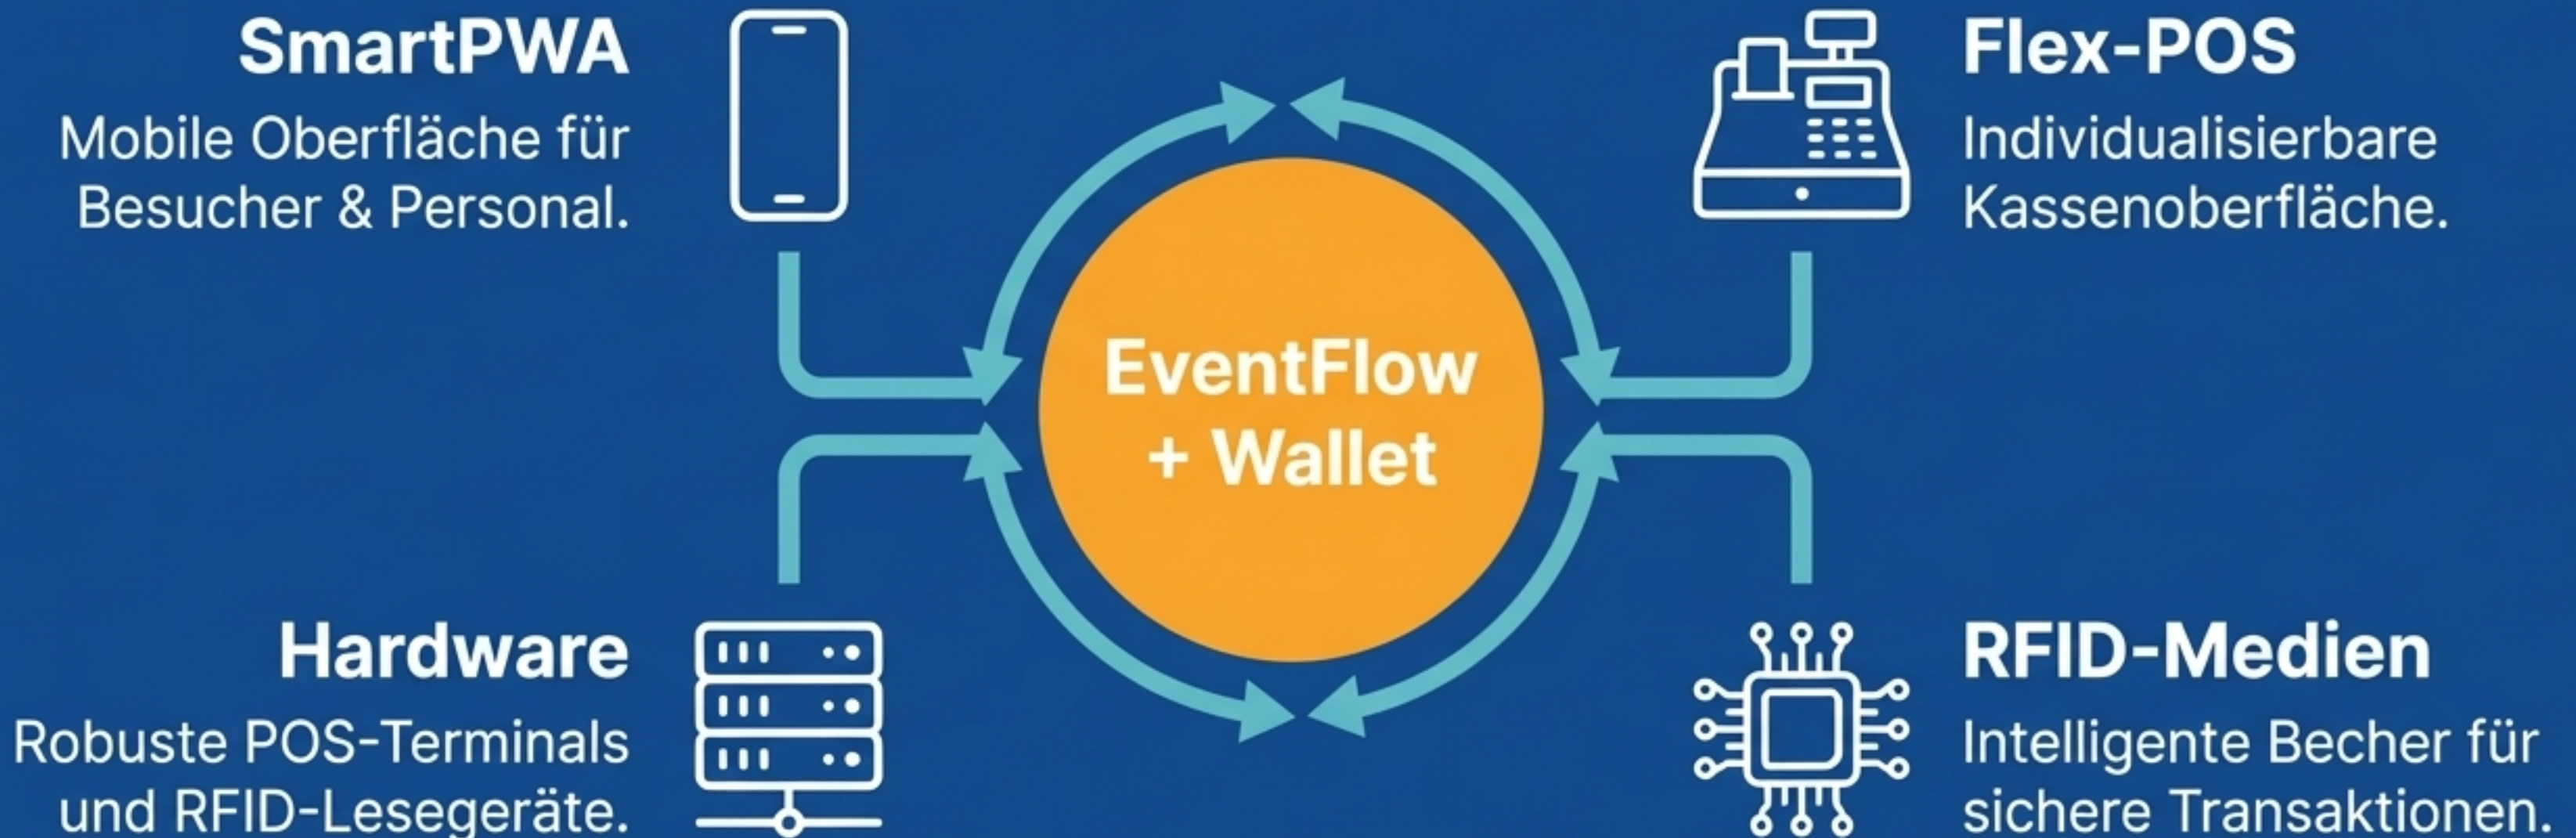 SmartPWA
Mobile Oberfläche für
Besucher & Personal.
Flex-POS
Individualisierbare
Kassenoberfläche.
EventFlow
+ Wallet
Hardware
Robuste POS-Terminals
und RFID-Lesegeräte.
RFID-Medien
Intelligente Becher für
sichere Transaktionen.